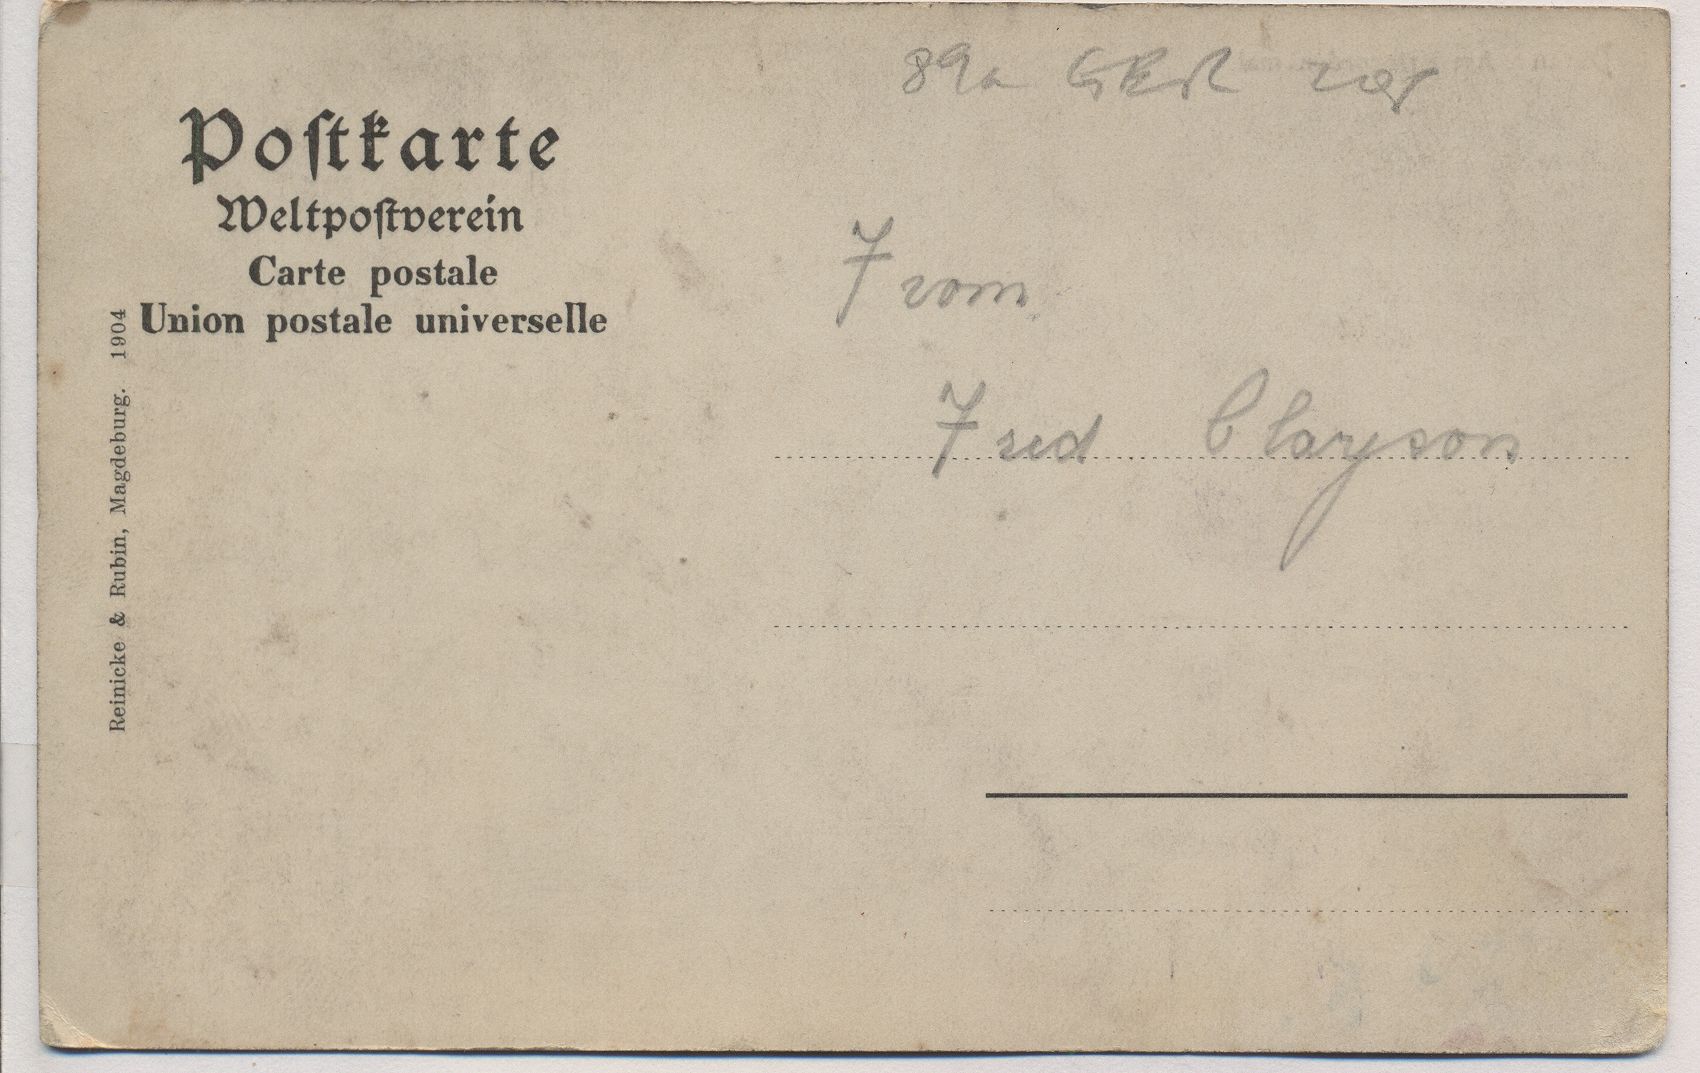 89a GER
Postkarte
Weltpostverein
Carte postale
Union postale universelle
Reinicke & Rubin, Magdeburg. 1904
From
Fred Clayson